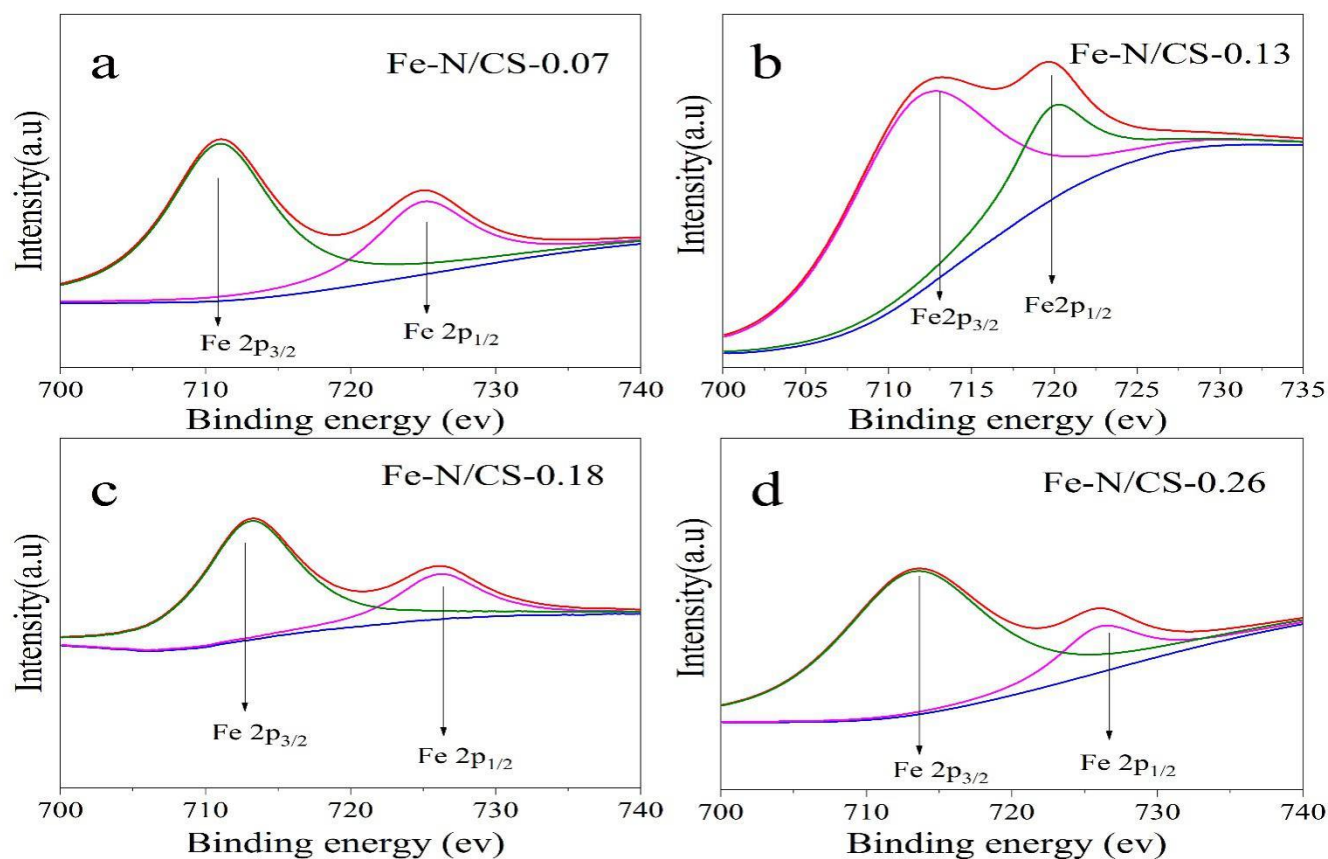 a
Fe-N/CS-0.07
Intensity(a.u)
Fe 2p3/2
Fe 2p1/2
700 710 720 730 740
Binding energy (ev)
b
Fe-N/CS-0.13
Intensity(a.u)
Fe2p3/2
Fe2p1/2
700 705 710 715 720 725 730 735
Binding energy (ev)
c
Fe-N/CS-0.18
Intensity(a.u)
Fe 2p3/2
Fe 2p1/2
700 710 720 730 740
Binding energy (ev)
d
Fe-N/CS-0.26
Intensity(a.u)
Fe 2p3/2
Fe 2p1/2
700 710 720 730 740
Binding energy (ev)